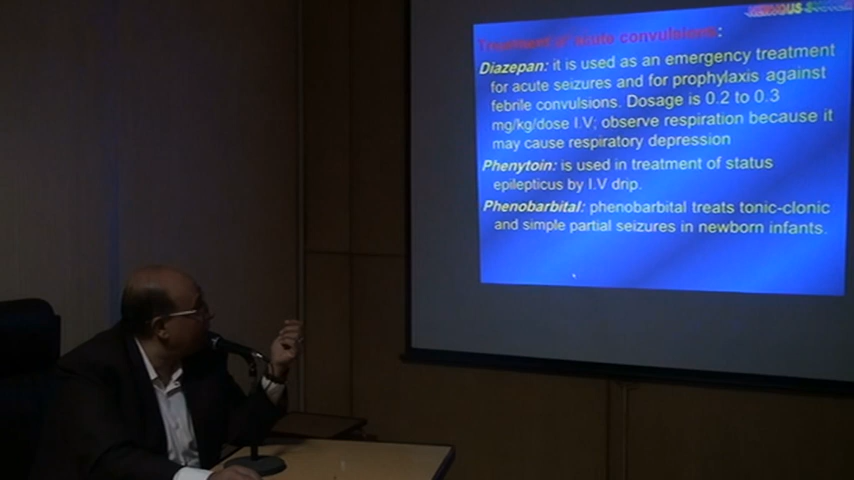 NERVOUS SYSTEM
Treatment of acute convulsions:
Diazepan: it is used as an emergency treatment
for acute seizures and for prophylaxis against
febrile convulsions. Dosage is 0.2 to 0.3
mg/kg/dose I.V; observe respiration because it
may cause respiratory depression
Phenytoin: is used in treatment of status
epilepticus by I.V drip.
Phenobarbital: phenobarbital treats tonic-clonic
and simple partial seizures in newborn infants.